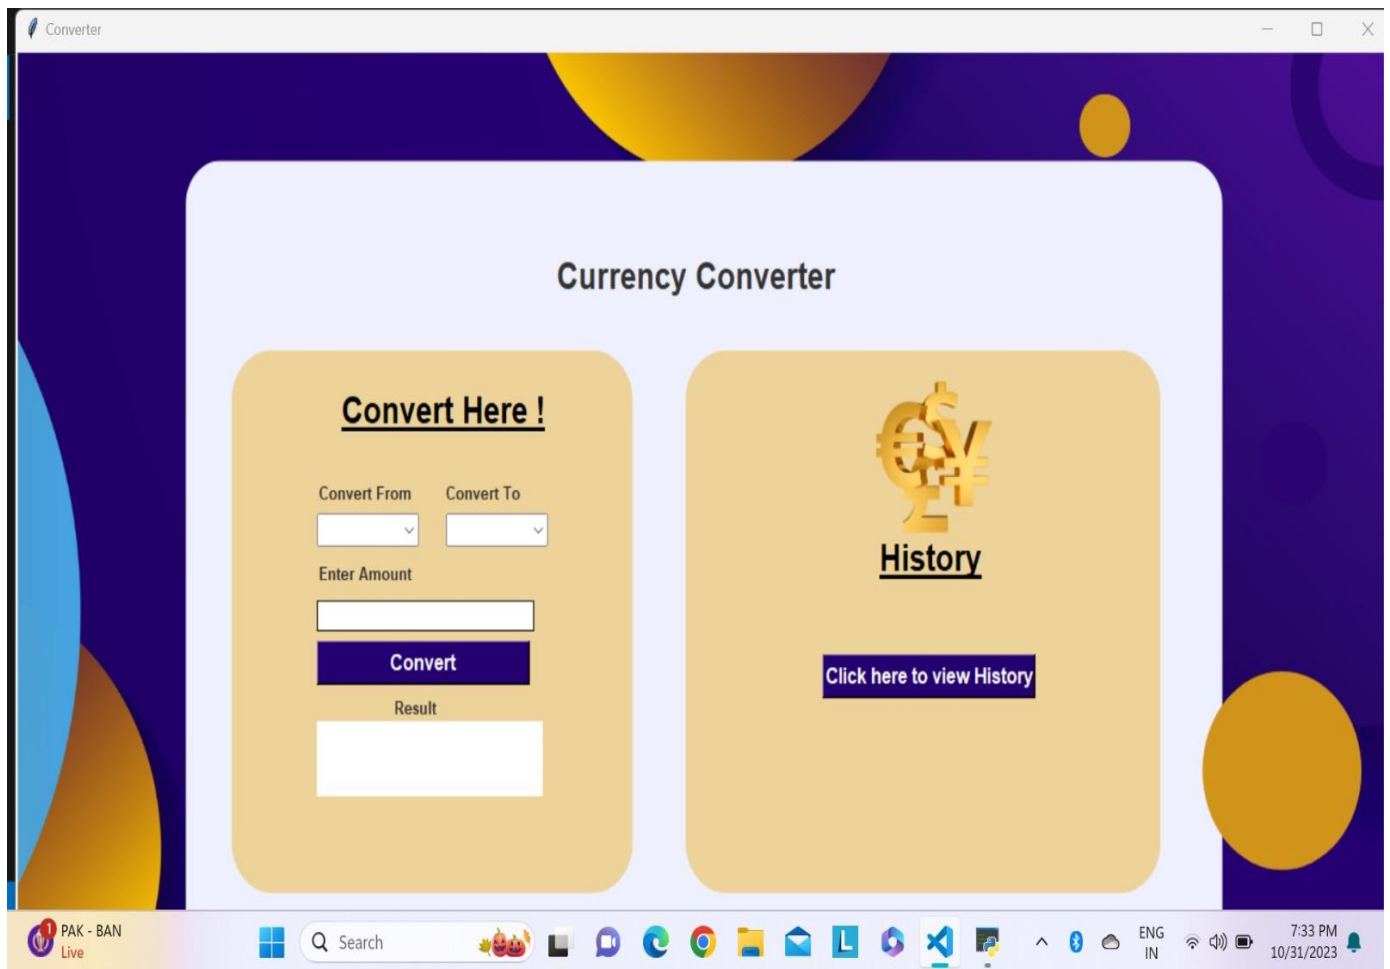 Converter
Currency Converter
Convert Here !
Convert From Convert To
Enter Amount
Convert
Result
History
Click here to view History
1
PAK - BAN
Live
Search
L
ENG
IN
7:33 PM
10/31/2023